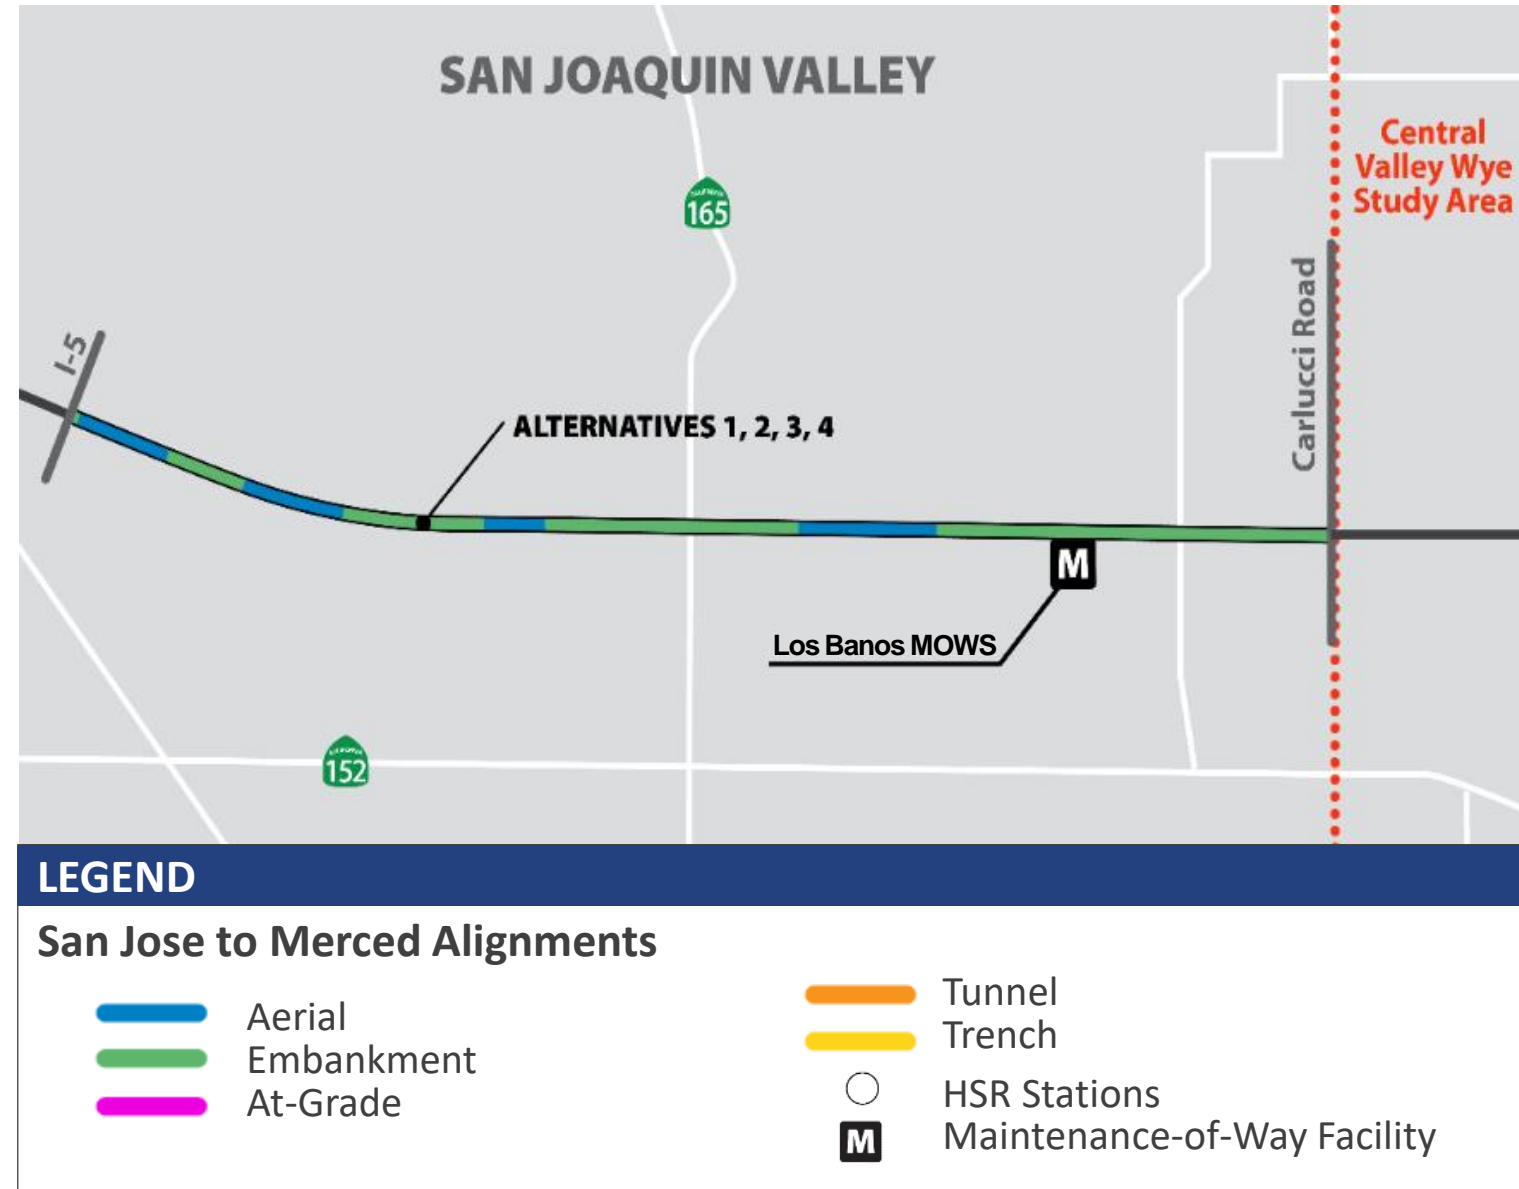 SAN JOAQUIN VALLEY
Central
Valley Wye
Study Area
165
Carlucci Road
I-5
ALTERNATIVES 1, 2, 3, 4
M
Los Banos MOWS
152
LEGEND
San Jose to Merced Alignments
Aerial
Embankment
At-Grade
Tunnel
Trench
HSR Stations
M
Maintenance-of-Way Facility